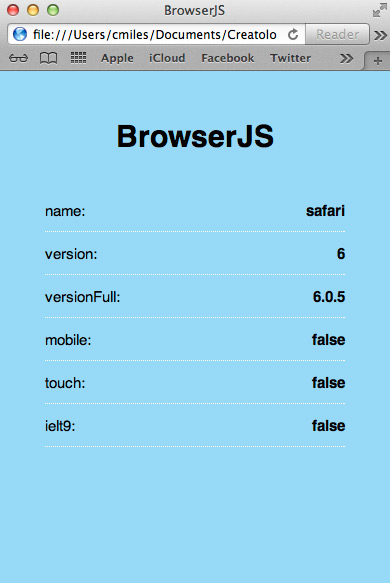 BrowserJS
file:///Users/cmiles/Documents/Creatolo
Reader
Apple iCloud Facebook Twitter
BrowserJS
name: safari
version: 6
versionFull: 6.0.5
mobile: false
touch: false
ielt9: false